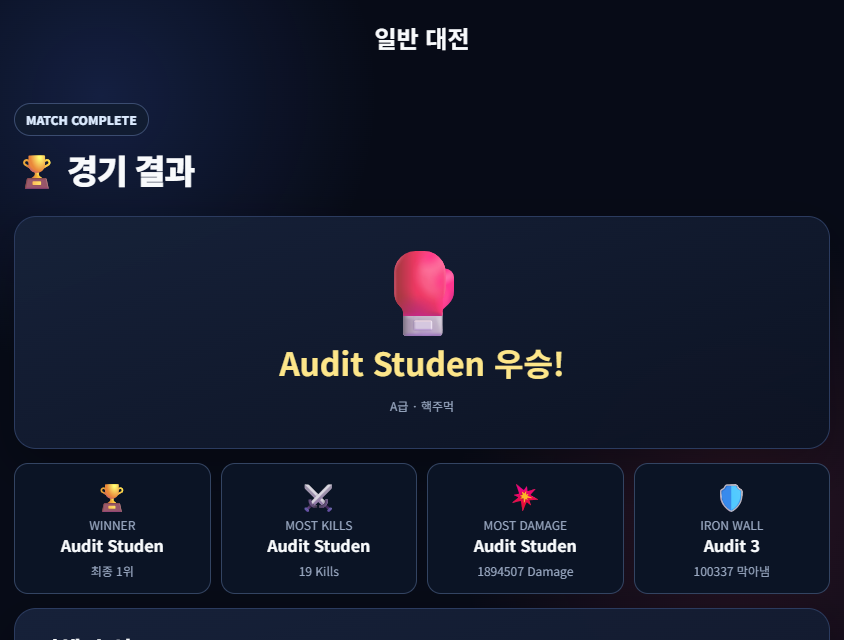 일반 대전
MATCH COMPLETE
경기 결과
Audit Studen 우승!
A급 · 핵주먹
WINNER
Audit Studen
최종 1위
MOST KILLS
Audit Studen
19 Kills
MOST DAMAGE
Audit Studen
1894507 Damage
IRON WALL
Audit 3
100337 막아냄